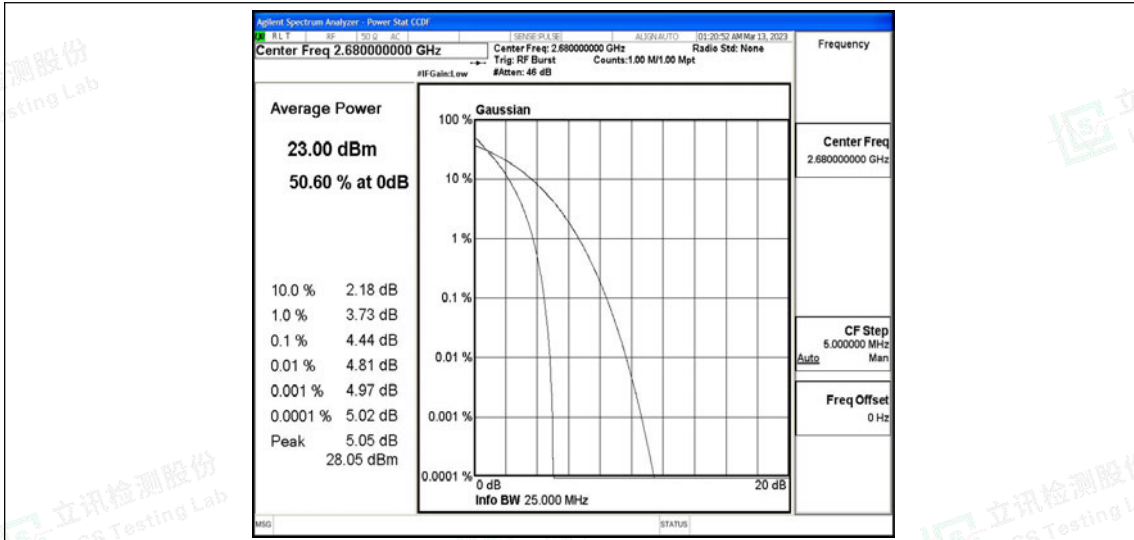 Agilent Spectrum Analyzer - Power Stat CCDF
RLT RF 50 Ω AC SENSE:PULSE ALIGNAUTO 01:20:52 AM Mar 13, 2023
Center Freq 2.680000000 GHz
Center Freq: 2.680000000 GHz Radio Std: None
Trig: RF Burst Counts:1.00 M/1.00 Mpt
#IFGain:Low #Atten: 46 dB
Frequency
Average Power
23.00 dBm
50.60 % at 0dB
10.0 % 2.18 dB
1.0 % 3.73 dB
0.1 % 4.44 dB
0.01 % 4.81 dB
0.001 % 4.97 dB
0.0001 % 5.02 dB
Peak 5.05 dB
28.05 dBm
Gaussian
100 %
10 %
1 %
0.1 %
0.01 %
0.001 %
0.0001 %
0 dB 20 dB
Info BW 25.000 MHz
Center Freq
2.680000000 GHz
CF Step
5.000000 MHz
Auto Man
Freq Offset
0 Hz
MSG STATUS
立讯检测股份
Testing Lab